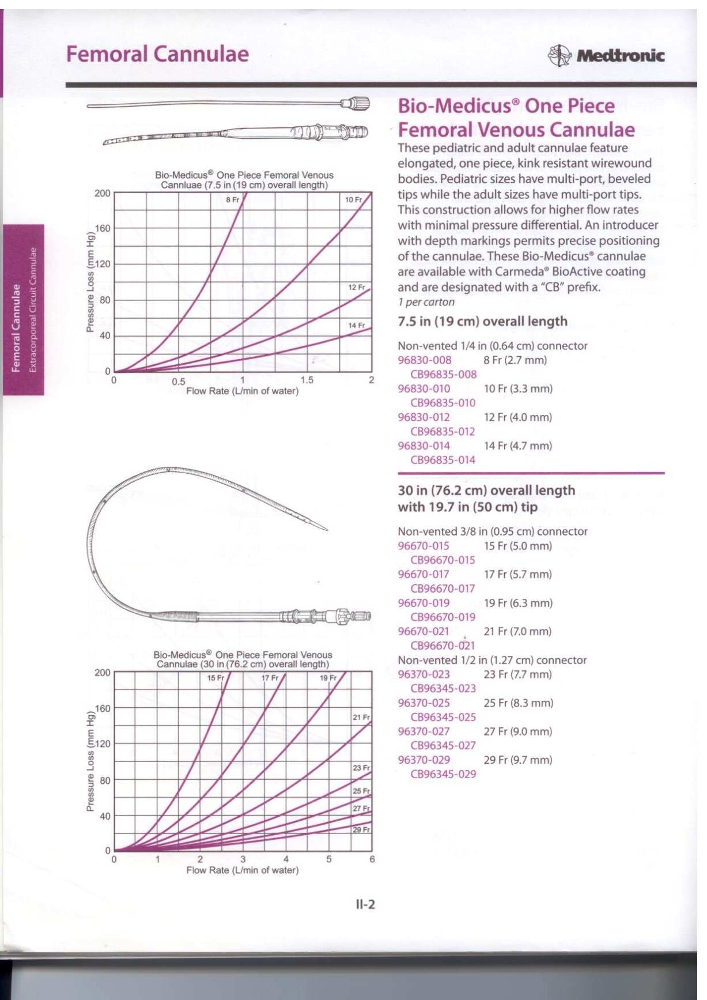 Femoral Cannulae
Medtronic
Femoral Cannulae
Extracorporeal Circuit Cannulae
Bio-Medicus® One Piece Femoral Venous
Cannluae (7.5 in (19 cm) overall length)
Pressure Loss (mm Hg)
200
160
120
80
40
0
8 Fr
10 Fr
12 Fr
14 Fr
0 0.5 1 1.5 2
Flow Rate (L/min of water)
Bio-Medicus® One Piece Femoral Venous
Cannulae (30 in (76.2 cm) overall length)
Pressure Loss (mm Hg)
200
160
120
80
40
0
15 Fr
17 Fr
19 Fr
21 Fr
23 Fr
25 Fr
27 Fr
29 Fr
0 1 2 3 4 5 6
Flow Rate (L/min of water)
Bio-Medicus® One Piece
Femoral Venous Cannulae
These pediatric and adult cannulae feature
elongated, one piece, kink resistant wirewound
bodies. Pediatric sizes have multi-port, beveled
tips while the adult sizes have multi-port tips.
This construction allows for higher flow rates
with minimal pressure differential. An introducer
with depth markings permits precise positioning
of the cannulae. These Bio-Medicus® cannulae
are available with Carmeda® BioActive coating
and are designated with a “CB” prefix.
1 per carton
7.5 in (19 cm) overall length
Non-vented 1/4 in (0.64 cm) connector
96830-008 8 Fr (2.7 mm)
CB96835-008
96830-010 10 Fr (3.3 mm)
CB96835-010
96830-012 12 Fr (4.0 mm)
CB96835-012
96830-014 14 Fr (4.7 mm)
CB96835-014
30 in (76.2 cm) overall length
with 19.7 in (50 cm) tip
Non-vented 3/8 in (0.95 cm) connector
96670-015 15 Fr (5.0 mm)
CB96670-015
96670-017 17 Fr (5.7 mm)
CB96670-017
96670-019 19 Fr (6.3 mm)
CB96670-019
96670-021 21 Fr (7.0 mm)
CB96670-021
Non-vented 1/2 in (1.27 cm) connector
96370-023 23 Fr (7.7 mm)
CB96345-023
96370-025 25 Fr (8.3 mm)
CB96345-025
96370-027 27 Fr (9.0 mm)
CB96345-027
96370-029 29 Fr (9.7 mm)
CB96345-029
II-2